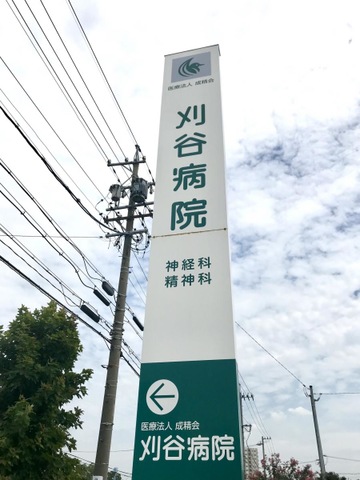 医療法人 成精会
刈谷病院
神経科
精神科
医療法人 成精会
刈谷病院